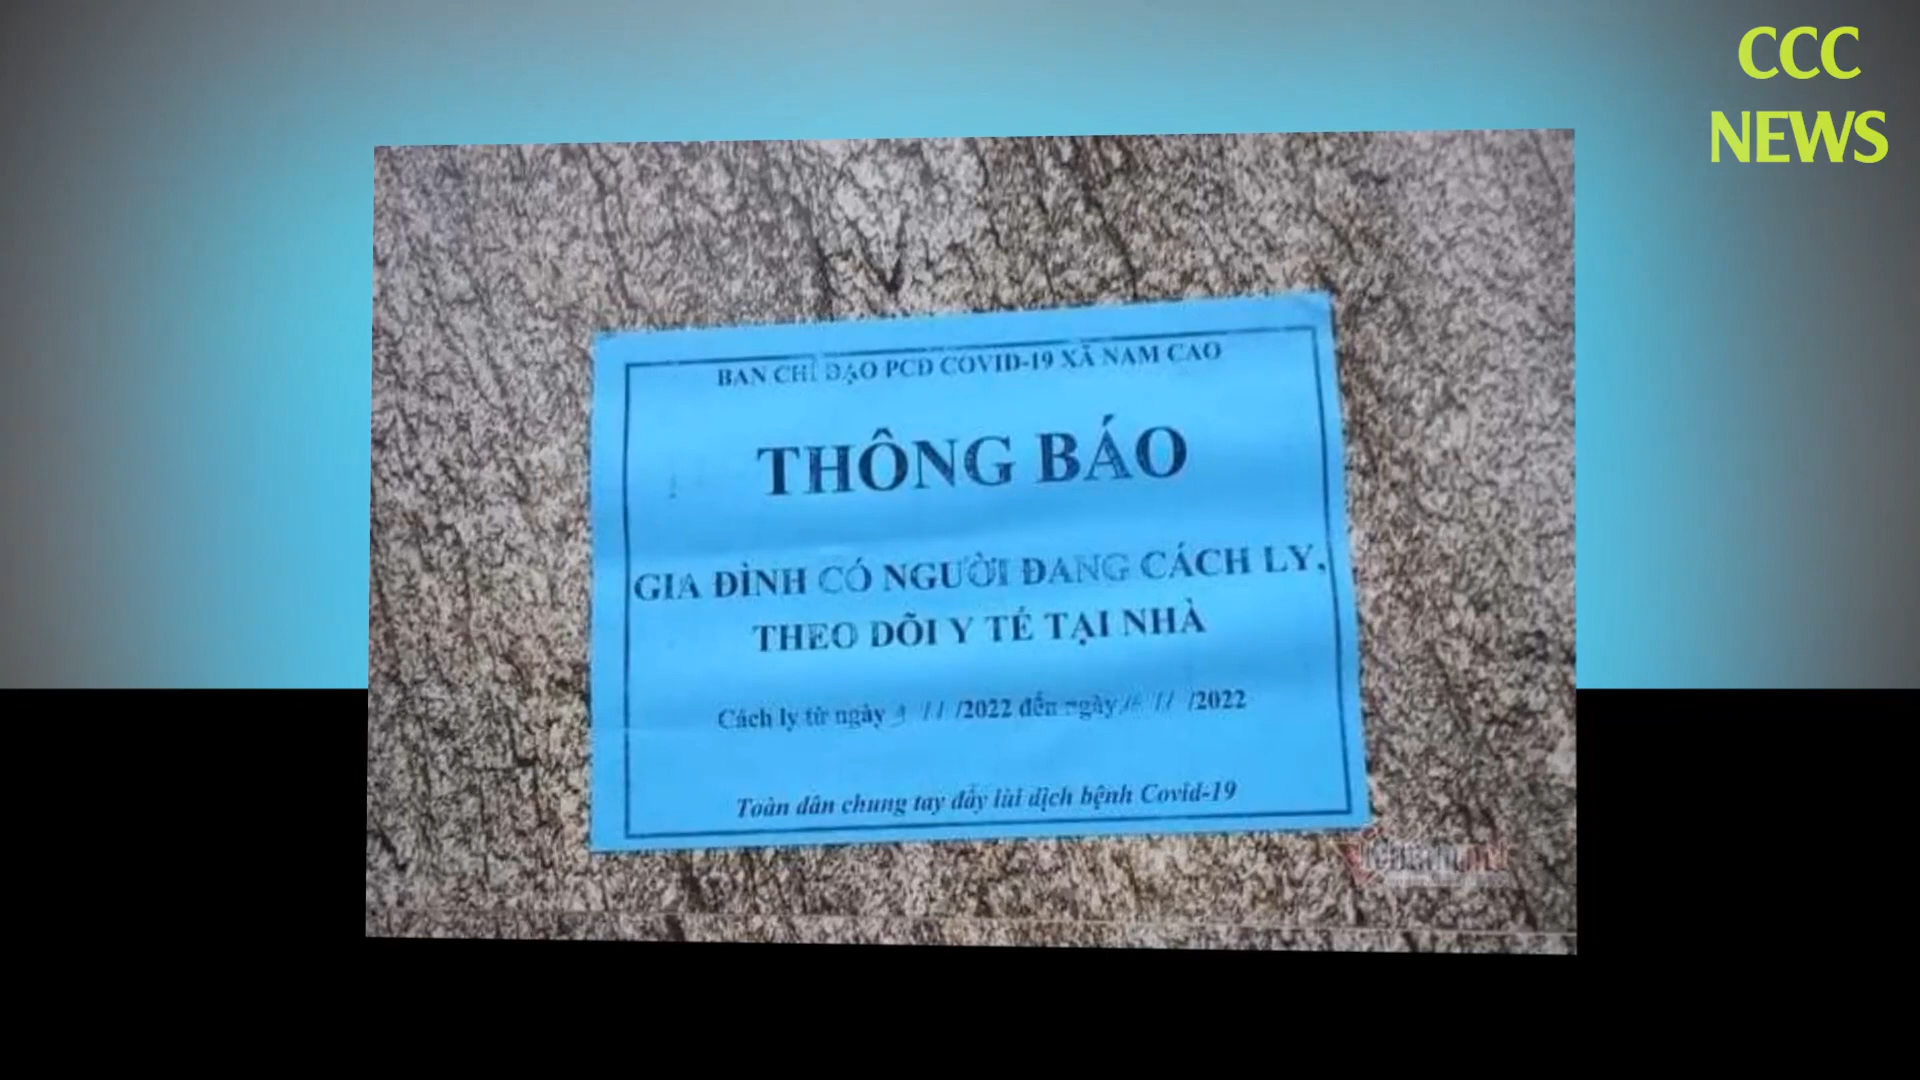 CCC
NEWS
BAN CHỈ ĐẠO PCD COVID-19 XÃ NAM CAO
THÔNG BÁO
GIA ĐÌNH CÓ NGƯỜI ĐANG CÁCH LY,
THEO DÕI Y TẾ TẠI NHÀ
Cách ly từ ngày /2022 đến ngày /2022
Toàn dân chung tay đẩy lùi dịch bệnh Covid-19